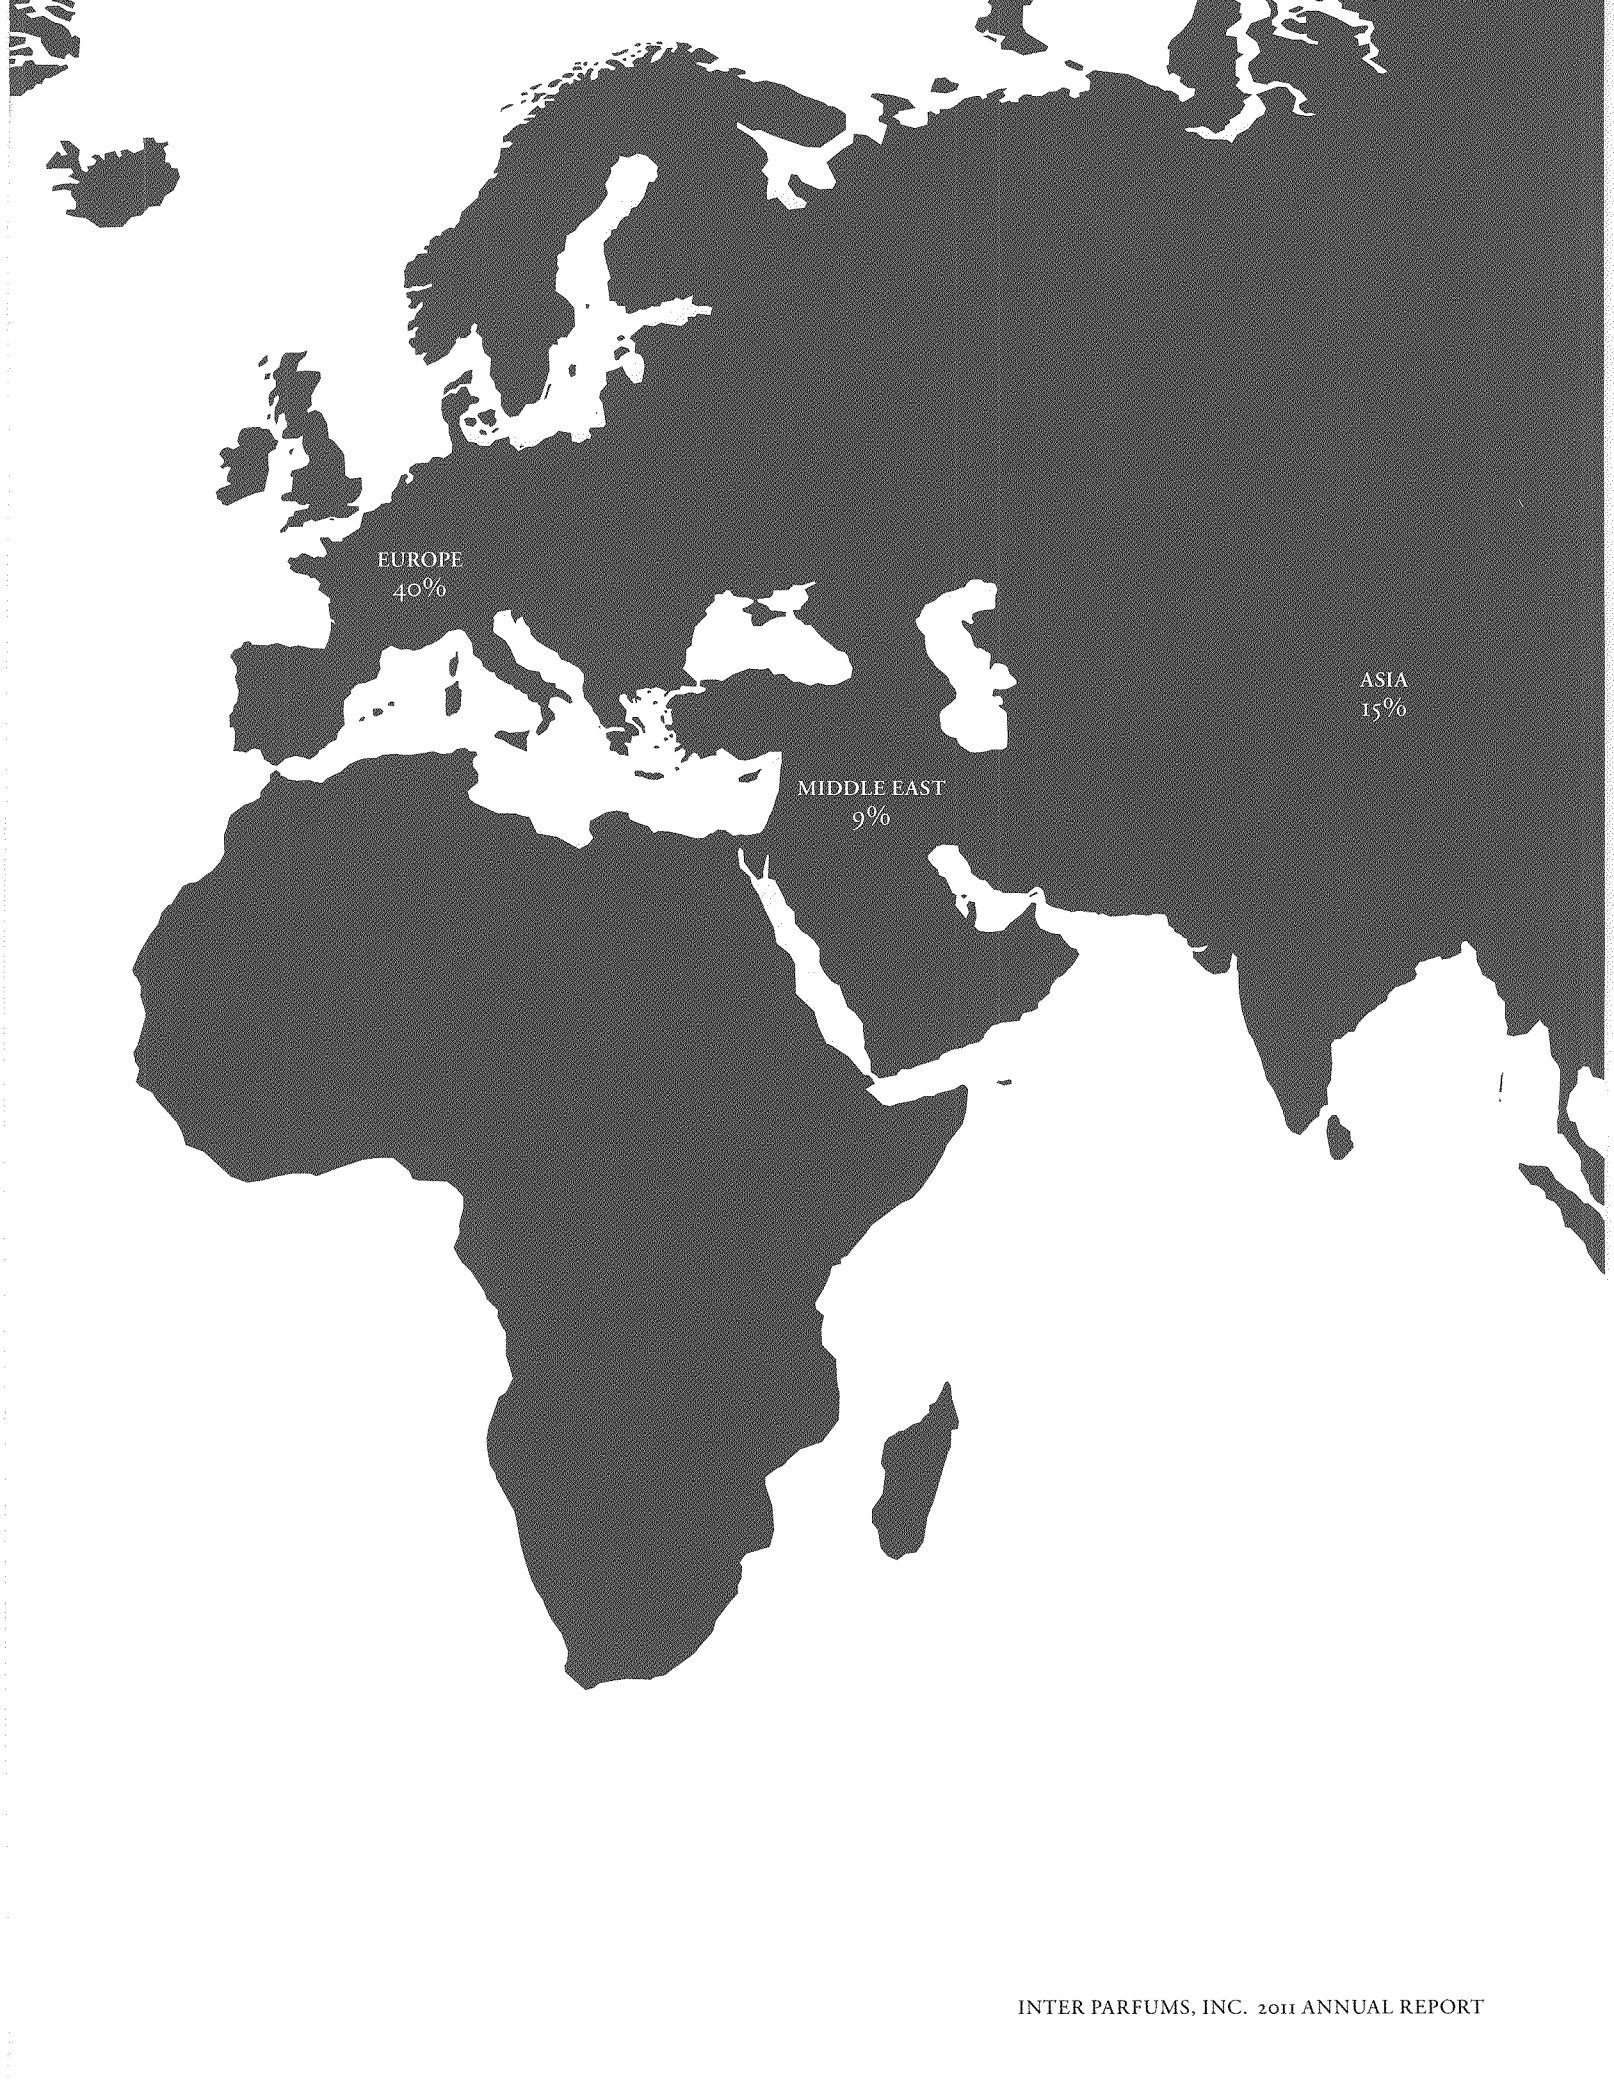 EUROPE
40%
ASIA
15%
MIDDLE EAST
9%
INTER PARFUMS, INC. 2011 ANNUAL REPORT